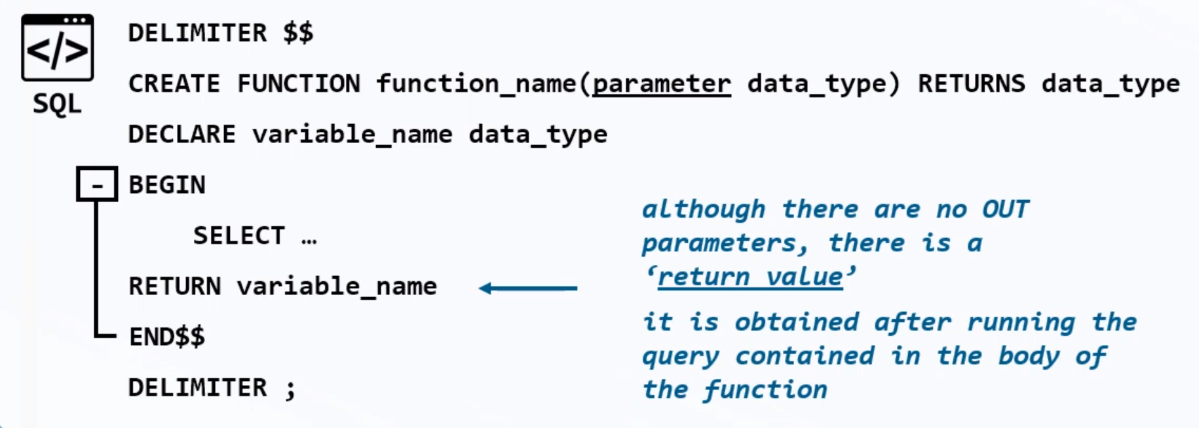 </>
SQL
DELIMITER $$
CREATE FUNCTION function_name(parameter data_type) RETURNS data_type
DECLARE variable_name data_type
- BEGIN
SELECT …
RETURN variable_name
END$$
DELIMITER ;
although there are no OUT
parameters, there is a
‘return value’
it is obtained after running the
query contained in the body of
the function